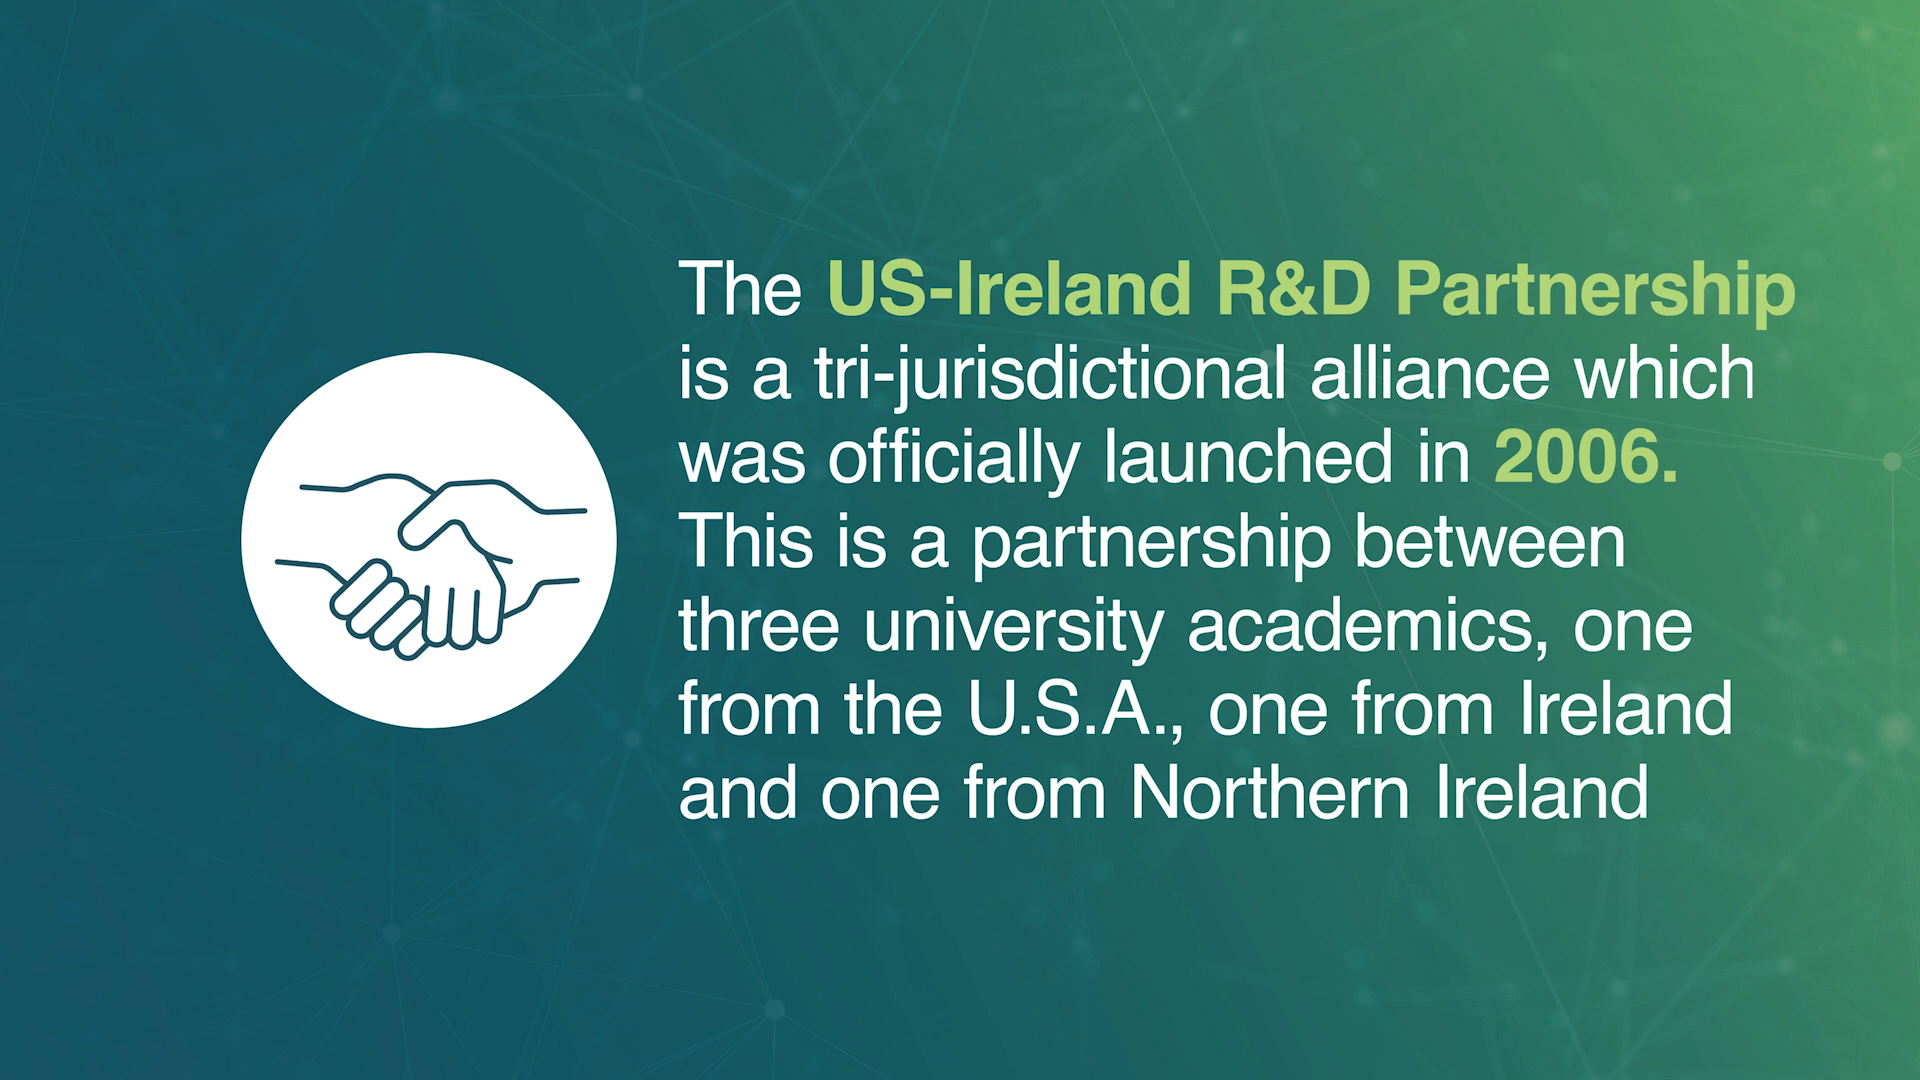 The US-Ireland R&D Partnership
is a tri-jurisdictional alliance which
was officially launched in 2006.
This is a partnership between
three university academics, one
from the U.S.A., one from Ireland
and one from Northern Ireland